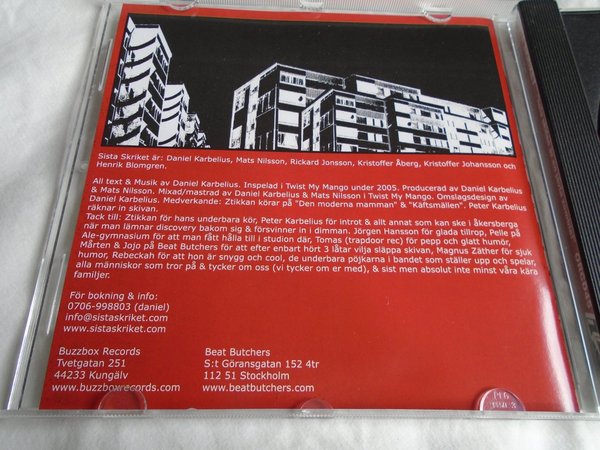 Sista Skriket är: Daniel Karbelius, Mats Nilsson, Rickard Jonsson, Kristoffer Åberg, Kristoffer Johansson och
Henrik Blomgren.
All text & Musik av Daniel Karbelius. Inspelad i Twist My Mango under 2005. Producerad av Daniel Karbelius
& Mats Nilsson. Mixad/mastrad av Daniel Karbelius & Mats Nilsson i Twist My Mango. Omslagsdesign av
Daniel Karbelius. Medverkande: Ztikkan körar på "Den moderna mamman" & "Käftsmällen". Peter Karbelius
räknar in skivan.
Tack till: Ztikkan för hans underbara kör, Peter Karbelius för introt & allt annat som kan ske i åkersberga
när man lämnar discovery bakom sig & försvinner in i dimman. Jörgen Hansson för glada tillrop, Pelle på
Ale-gymnasium för att man fått hålla till i studion där, Tomas (trapdoor rec) för pepp och glatt humör,
Mårten & Jojo på Beat Butchers för att efter enbart hört 3 låtar vilja släppa skivan, Magnus Zäther för sjuk
humor, Rebeckah för att hon är snygg och cool, de underbara pöjkarna i bandet som ställer upp och spelar,
alla människor som tror på & tycker om oss (vi tycker om er med), & sist men absolut inte minst våra kära
familjer.
För bokning & info:
0706-998803 (daniel)
info@sistaskriket.com
www.sistaskriket.com
Buzzbox Records
Tvetgatan 251
44233 Kungälv
www.buzzboxrecords.com
Beat Butchers
S:t Göransgatan 152 4tr
112 51 Stockholm
www.beatbutchers.com